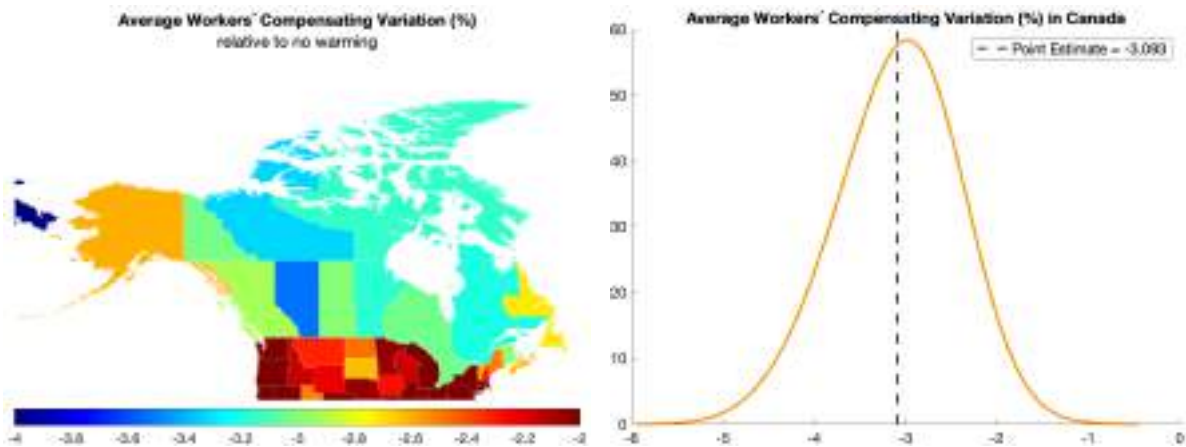 Average Workers´ Compensating Variation (%)
relative to no warming
-4 -3.8 -3.6 -3.4 -3.2 -3 -2.8 -2.6 -2.4 -2.2 -2
Average Workers´ Compensating Variation (%) in Canada
Point Estimate = -3.093
60
50
40
30
20
10
0
-6 -5 -4 -3 -2 -1 0